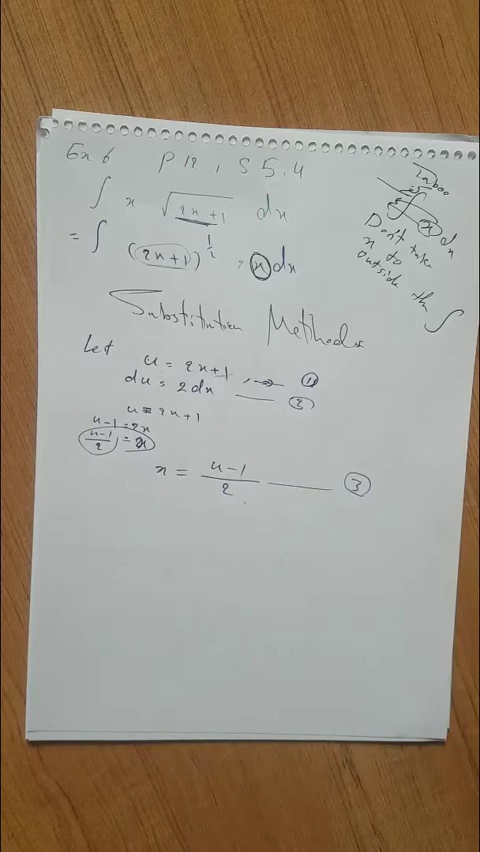 Ex 6 P 12, S 5.4
∫ x √(2x+1) dx
= ∫ (2x+1)^(1/2) · x dx
Taboo
x ∫ x dx
Don't take
x to
outside the ∫
Substitution Method
Let u = 2x+1 ①
du = 2dx ②
u = 2x+1
u-1 = 2x
(u-1)/2 = x
x = (u-1)/2 ③